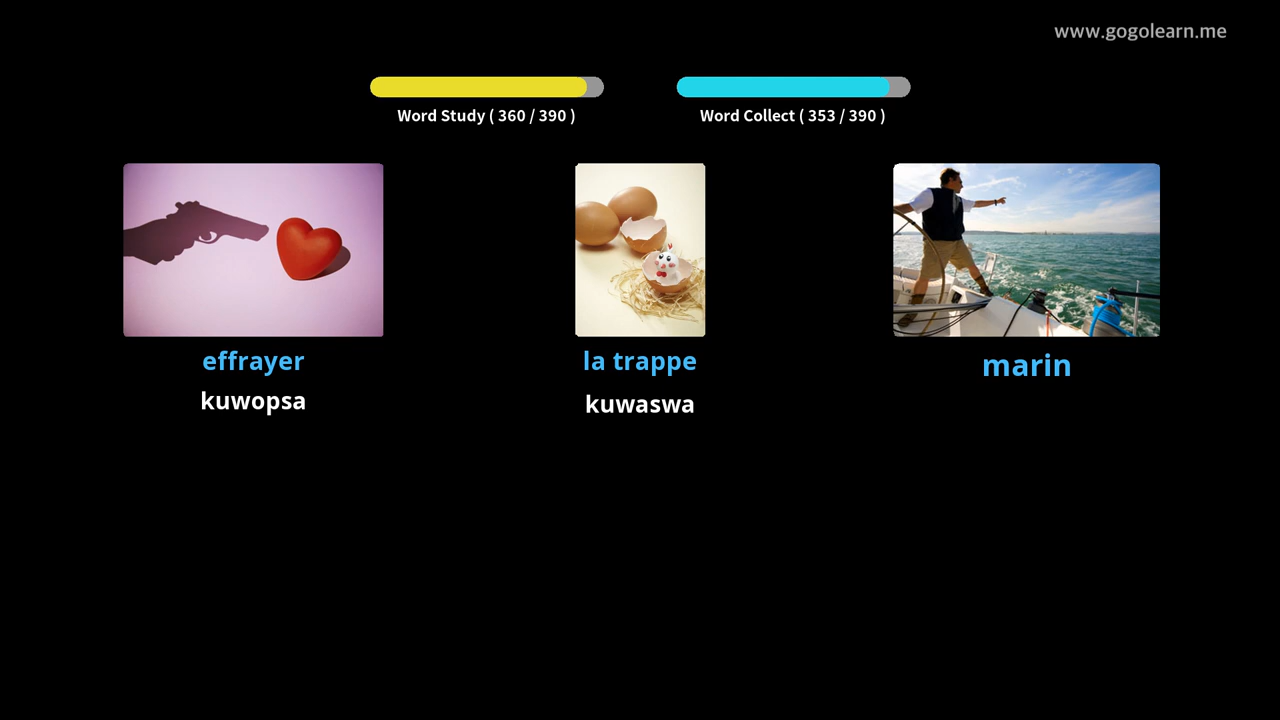 www.gogolearn.me
Word Study ( 360 / 390 )
Word Collect ( 353 / 390 )
effrayer
kuwopsa
la trappe
kuwaswa
marin